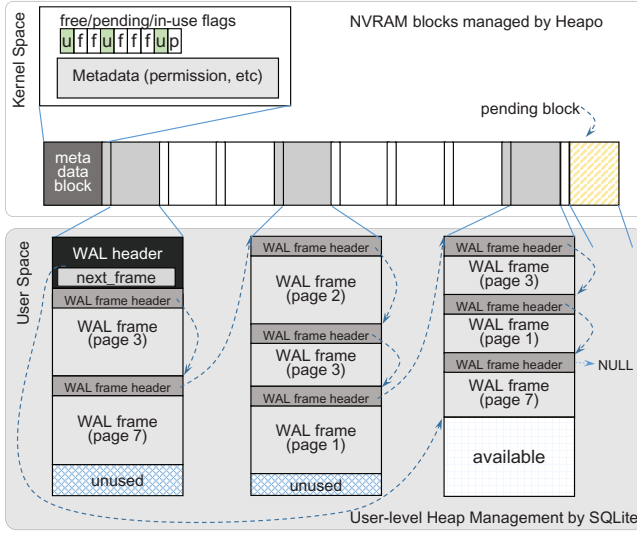 Kernel Space
free/pending/in-use flags
u f f u f f f u p
Metadata (permission, etc)
NVRAM blocks managed by Heapo
pending block
meta
data
block
User Space
WAL header
next_frame
WAL frame header
WAL frame
(page 3)
WAL frame header
WAL frame
(page 7)
unused
WAL frame header
WAL frame
(page 2)
WAL frame header
WAL frame
(page 3)
WAL frame header
WAL frame
(page 1)
unused
WAL frame header
WAL frame
(page 3)
WAL frame header
WAL frame
(page 1)
WAL frame header
NULL
WAL frame
(page 7)
available
User-level Heap Management by SQLite